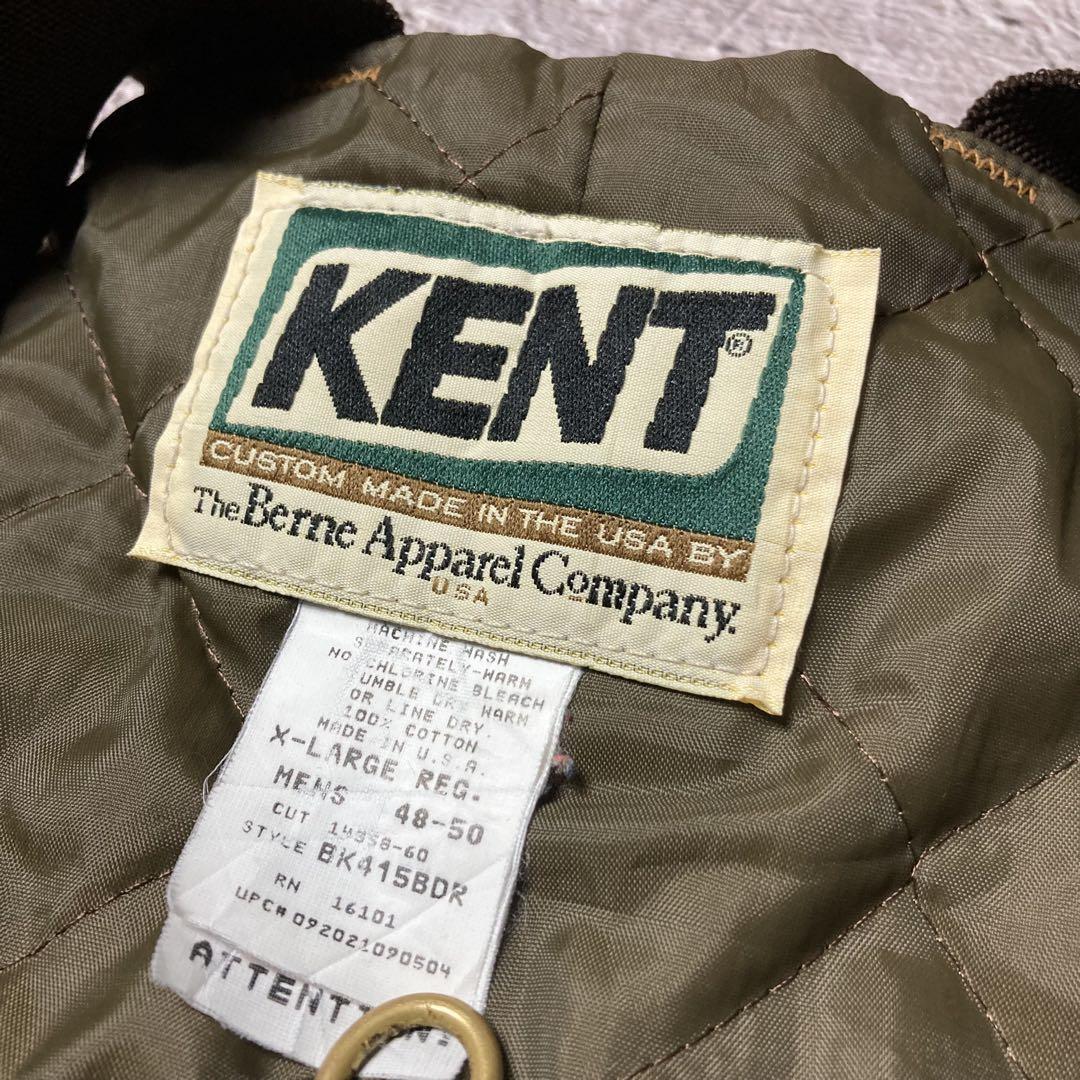 KENT®
CUSTOM MADE IN THE USA BY
The Berne Apparel Company.
USA
MACHINE WASH
SEPARATELY-WARM
NO CHLORINE BLEACH
TUMBLE DRY WARM
OR LINE DRY.
100% COTTON
MADE IN U.S.A.
X-LARGE REG.
MENS 48-50
CUT
STYLE BK415BDR
RN 16101
UPC# 092021090504
ATTENTION!